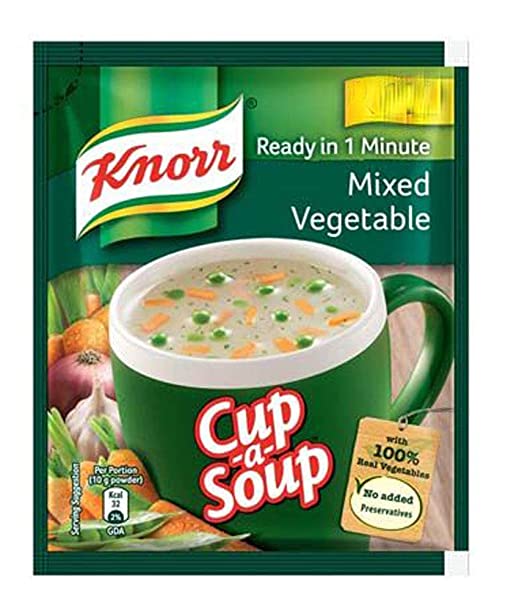 Knorr®
Ready in 1 Minute
Mixed
Vegetable
Cup
-a-
Soup™
with
100%
Real Vegetables
No added
Preservatives
Per Portion
(10 g powder)
Kcal
32
2%
GDA
Serving Suggestion